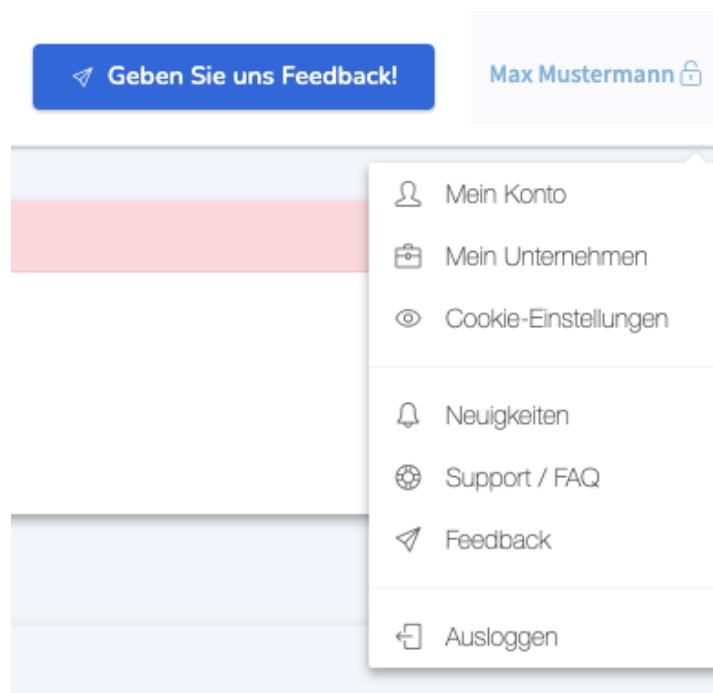 Geben Sie uns Feedback!
Max Mustermann
Mein Konto
Mein Unternehmen
Cookie-Einstellungen
Neuigkeiten
Support / FAQ
Feedback
Ausloggen